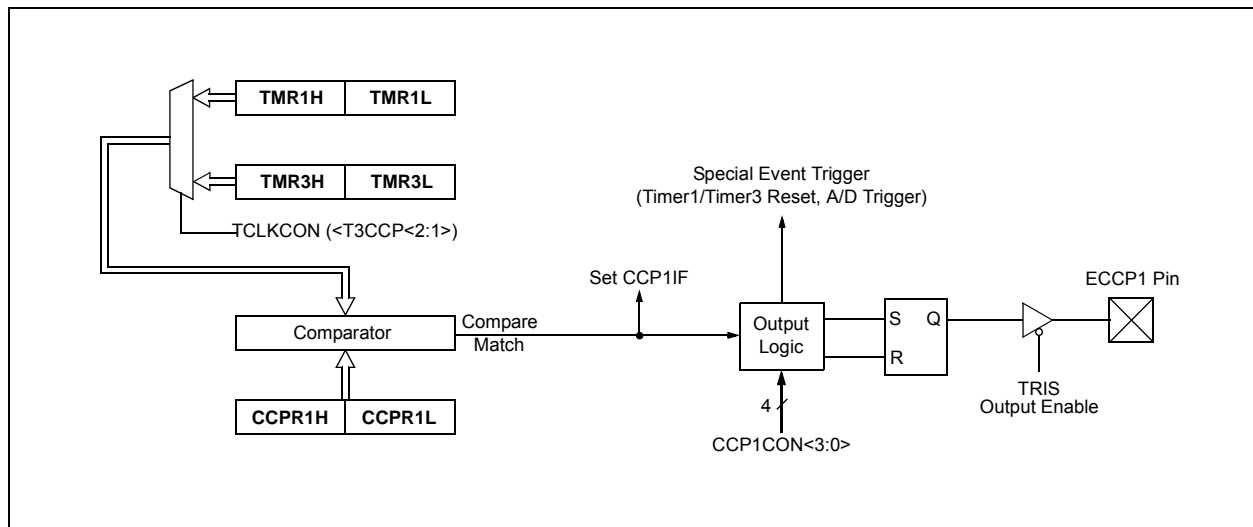 TMR1H TMR1L
TMR3H TMR3L
TCLKCON (<T3CCP<2:1>)
Special Event Trigger
(Timer1/Timer3 Reset, A/D Trigger)
Set CCP1IF
ECCP1 Pin
Comparator
Compare
Match
Output
Logic
S Q
R
TRIS
Output Enable
CCPR1H CCPR1L
4
CCP1CON<3:0>